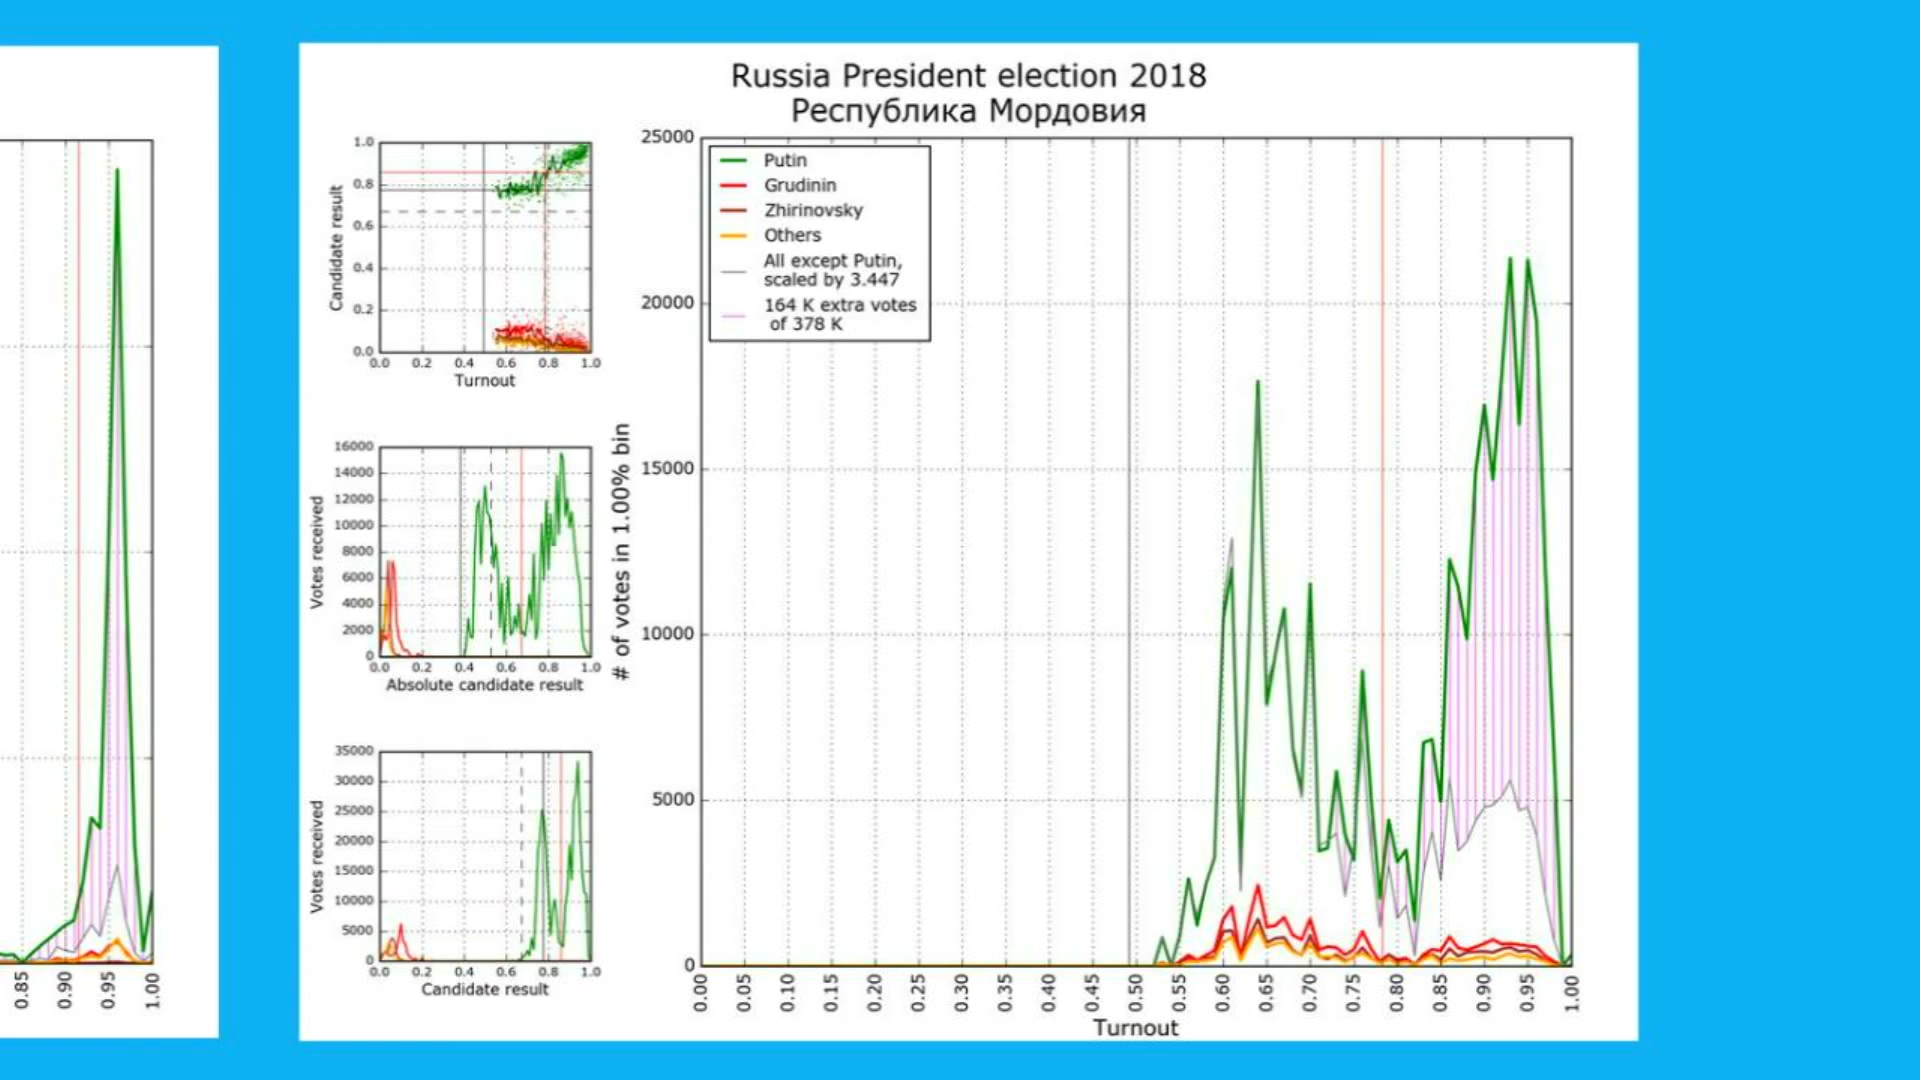 0.85
0.90
0.95
1.00
Russia President election 2018
Республика Мордовия
1.0
0.8
0.6
0.4
0.2
0.0
Candidate result
0.0 0.2 0.4 0.6 0.8 1.0
Turnout
16000
14000
12000
10000
8000
6000
4000
2000
0
Votes received
0.0 0.2 0.4 0.6 0.8 1.0
Absolute candidate result
35000
30000
25000
20000
15000
10000
5000
0
Votes received
0.0 0.2 0.4 0.6 0.8 1.0
Candidate result
# of votes in 1.00% bin
25000
20000
15000
10000
5000
0
Putin
Grudinin
Zhirinovsky
Others
All except Putin,
scaled by 3.447
164 K extra votes
of 378 K
0.00 0.05 0.10 0.15 0.20 0.25 0.30 0.35 0.40 0.45 0.50 0.55 0.60 0.65 0.70 0.75 0.80 0.85 0.90 0.95 1.00
Turnout